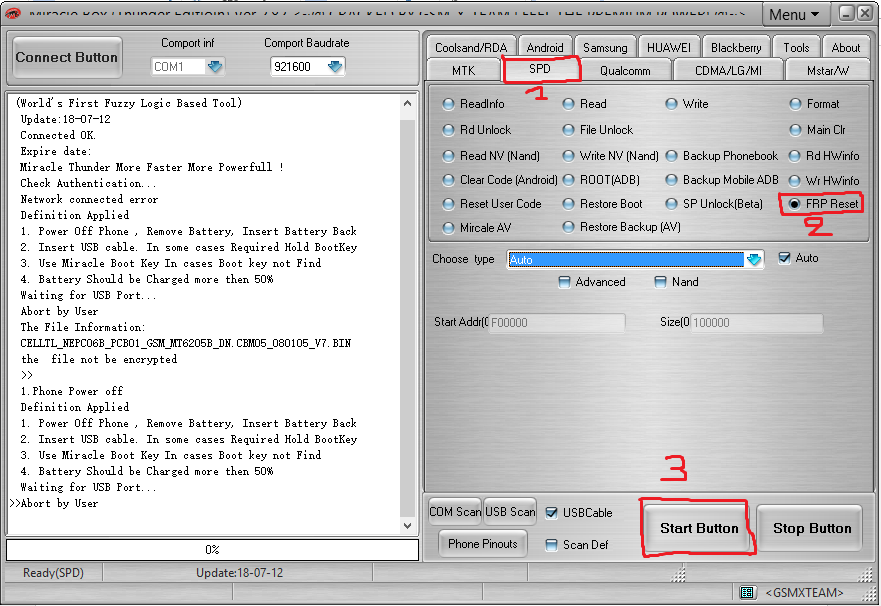 Menu
Connect Button
Comport inf
Comport Baudrate
COM1
921600
(World's First Fuzzy Logic Based Tool)
Update:18-07-12
Connected OK.
Expire date:
Miracle Thunder More Faster More Powerfull !
Check Authentication...
Network connected error
Definition Applied
1. Power Off Phone , Remove Battery, Insert Battery Back
2. Insert USB cable. In some cases Required Hold BootKey
3. Use Miracle Boot Key In cases Boot key not Find
4. Battery Should be Charged more then 50%
Waiting for USB Port...
Abort by User
The File Information:
CELLTL_NEPC06B_PCB01_GSM_MT6205B_DN.CBM05_080105_V7.BIN
the  file not be encrypted
>>
1.Phone Power off
Definition Applied
1. Power Off Phone , Remove Battery, Insert Battery Back
2. Insert USB cable. In some cases Required Hold BootKey
3. Use Miracle Boot Key In cases Boot key not Find
4. Battery Should be Charged more then 50%
Waiting for USB Port...
>>Abort by User
0%
Coolsand/RDA Android Samsung HUAWEI Blackberry Tools About
MTK SPD Qualcomm CDMA/LG/MI Mstar/W
1
ReadInfo Read Write Format
Rd Unlock File Unlock Main Clr
Read NV (Nand) Write NV (Nand) Backup Phonebook Rd HWinfo
Clear Code (Android) ROOT(ADB) Backup Mobile ADB Wr HWinfo
Reset User Code Restore Boot SP Unlock(Beta) FRP Reset
2
Mircale AV Restore Backup (AV)
Choose type Auto Auto
Advanced Nand
Start Addr(0 F00000 Size(0 100000
3
COM Scan USB Scan USBCable
Start Button Stop Button
Phone Pinouts Scan Def
Ready(SPD) Update:18-07-12
<GSMXTEAM>